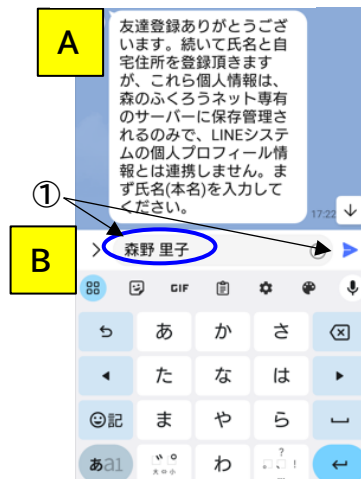 A
友達登録ありがとうござ
います。続いて氏名と自
宅住所を登録頂きます
が、これら個人情報は、
森のふくろうネット専有
のサーバーに保存管理さ
れるのみで、LINEシステ
ムの個人プロフィール情
報とは連携しません。ま
ず氏名(本名)を入力して
ください。
17:22
①
B
森野 里子
GIF
あ か さ
た な は
記 ま や ら
あa1 大⇔小 わ 、。?!